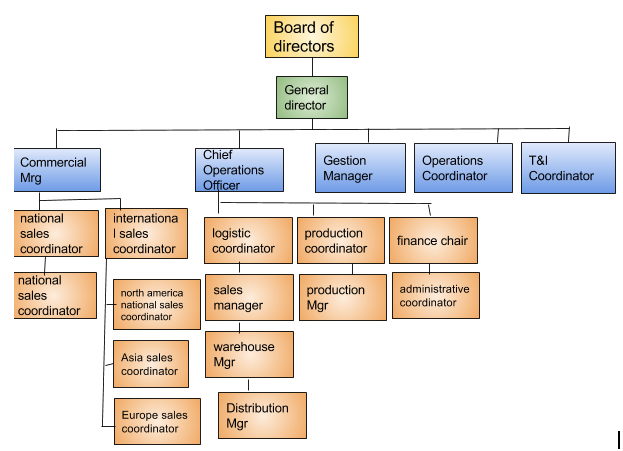 Board of
directors
General
director
Commercial
Mrg
Chief
Operations
Officer
Gestion
Manager
Operations
Coordinator
T&I
Coordinator
national
sales
coordinator
internationa
l sales
coordinator
logistic
coordinator
production
coordinator
finance chair
national
sales
coordinator
north america
national sales
coordinator
sales
manager
production
Mgr
administrative
coordinator
Asia sales
coordinator
warehouse
Mgr
Europe sales
coordinator
Distribution
Mgr